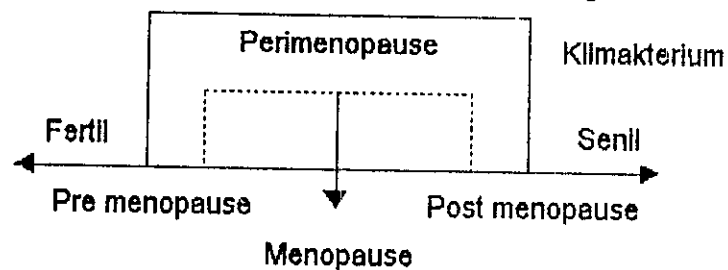 Perimenopause
Klimakterium
Fertil
Senil
Pre menopause
Post menopause
Menopause